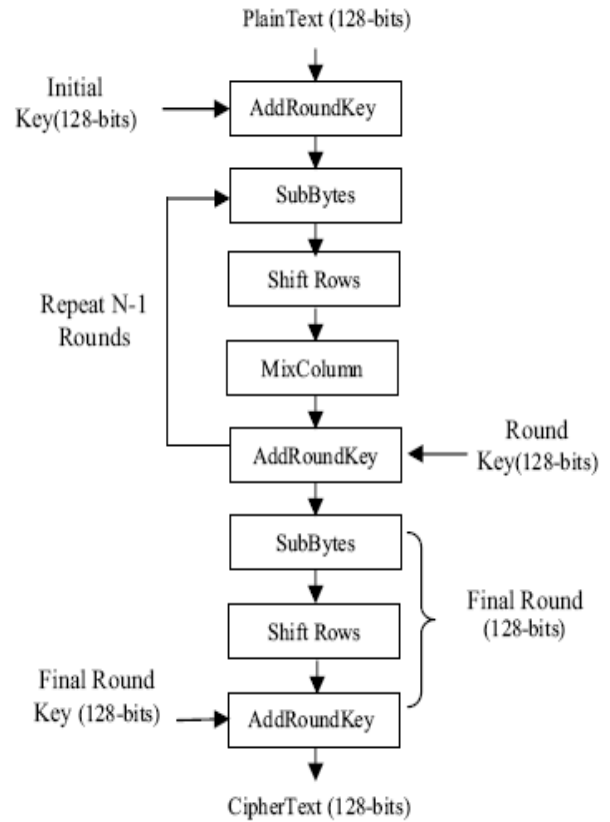 PlainText (128-bits)
Initial
Key(128-bits)
AddRoundKey
SubBytes
Shift Rows
Repeat N-1
Rounds
MixColumn
AddRoundKey
Round
Key(128-bits)
SubBytes
Shift Rows
Final Round
(128-bits)
Final Round
Key (128-bits)
AddRoundKey
CipherText (128-bits)